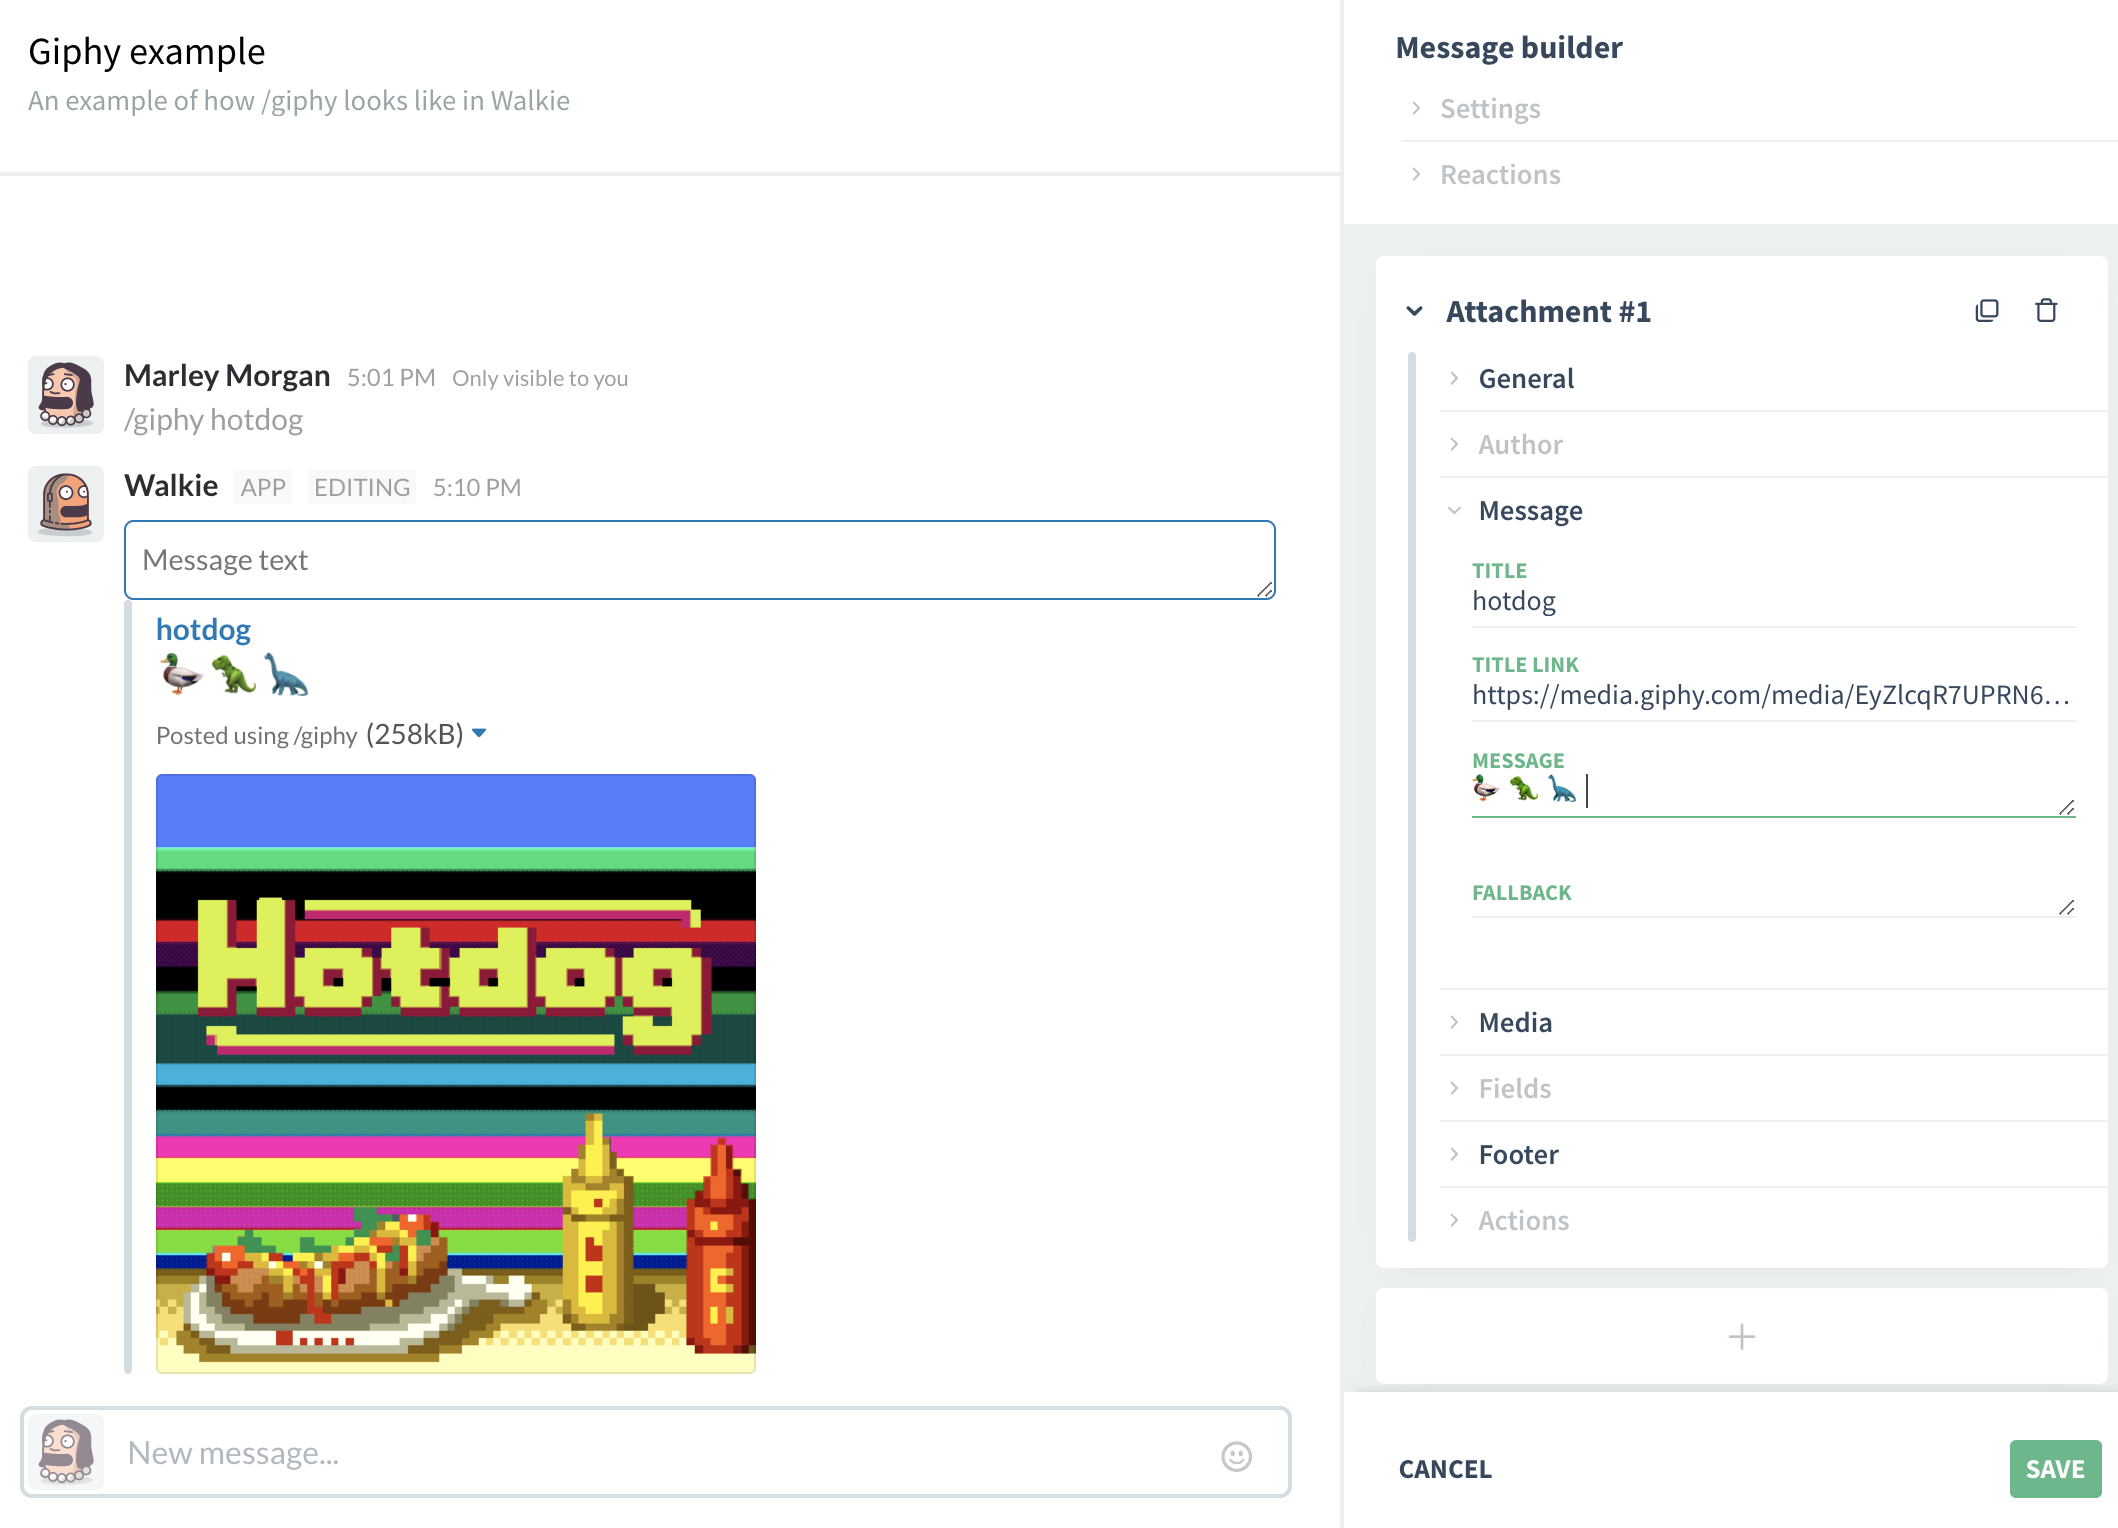 Giphy example
An example of how /giphy looks like in Walkie
Marley Morgan 5:01 PM Only visible to you
/giphy hotdog
Walkie APP EDITING 5:10 PM
Message text
hotdog
🦆 🦖 🦕
Posted using /giphy (258kB)
Hotdog
New message...
Message builder
Settings
Reactions
Attachment #1
General
Author
Message
TITLE
hotdog
TITLE LINK
https://media.giphy.com/media/EyZlcqR7UPRN6...
MESSAGE
🦆 🦖 🦕
FALLBACK
Media
Fields
Footer
Actions
CANCEL
SAVE